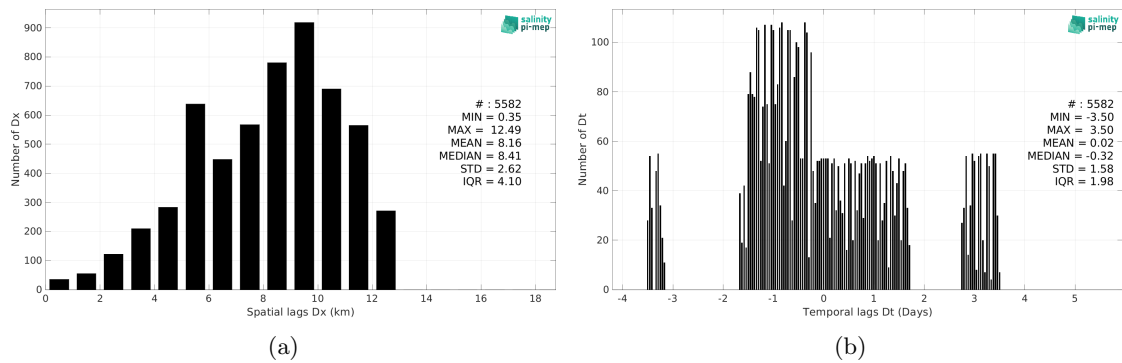 salinity
pi-mep
900
800
700
600
500
400
300
200
100
0
Number of Dx
# : 5582
MIN = 0.35
MAX = 12.49
MEAN = 8.16
MEDIAN = 8.41
STD = 2.62
IQR = 4.10
0 2 4 6 8 10 12 14 16 18
Spatial lags Dx (km)
(a)
salinity
pi-mep
100
80
60
40
20
0
Number of Dt
# : 5582
MIN = -3.50
MAX = 3.50
MEAN = 0.02
MEDIAN = -0.32
STD = 1.58
IQR = 1.98
-4 -3 -2 -1 0 1 2 3 4 5
Temporal lags Dt (Days)
(b)